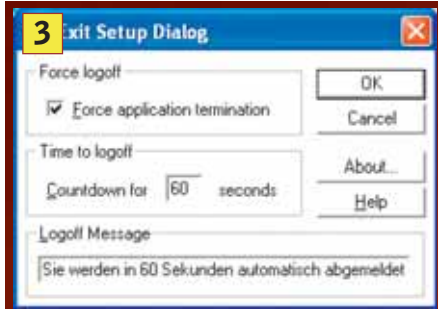 3 Exit Setup Dialog
Force logoff
OK
Force application termination
Cancel
Time to logoff
About...
Countdown for 60 seconds
Help
Logoff Message
Sie werden in 60 Sekunden automatisch abgemeldet